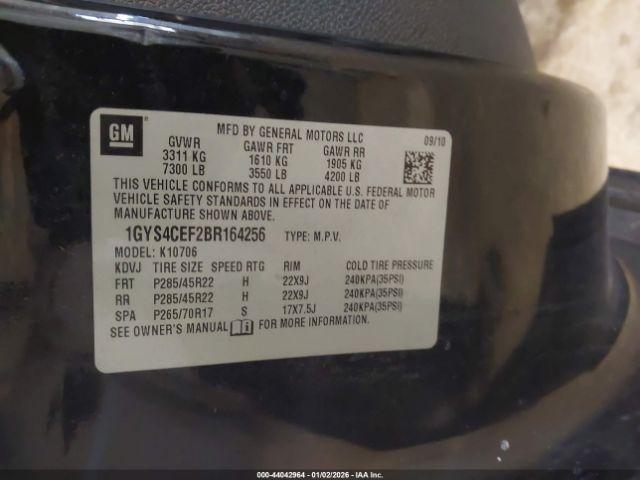 GM
MFD BY GENERAL MOTORS LLC 09/10
GVWR GAWR FRT GAWR RR
3311 KG 1610 KG 1905 KG
7300 LB 3550 LB 4200 LB
THIS VEHICLE CONFORMS TO ALL APPLICABLE U.S. FEDERAL MOTOR
VEHICLE SAFETY STANDARDS IN EFFECT ON THE DATE OF
MANUFACTURE SHOWN ABOVE.
1GYS4CEF2BR164256 TYPE: M.P.V.
MODEL: K10706
KDVJ TIRE SIZE SPEED RTG RIM COLD TIRE PRESSURE
FRT P285/45R22 H 22X9J 240KPA(35PSI)
RR P285/45R22 H 22X9J 240KPA(35PSI)
SPA P265/70R17 S 17X7.5J 240KPA(35PSI)
SEE OWNER'S MANUAL FOR MORE INFORMATION.
000-44042964 - 01/02/2026 - IAA Inc.